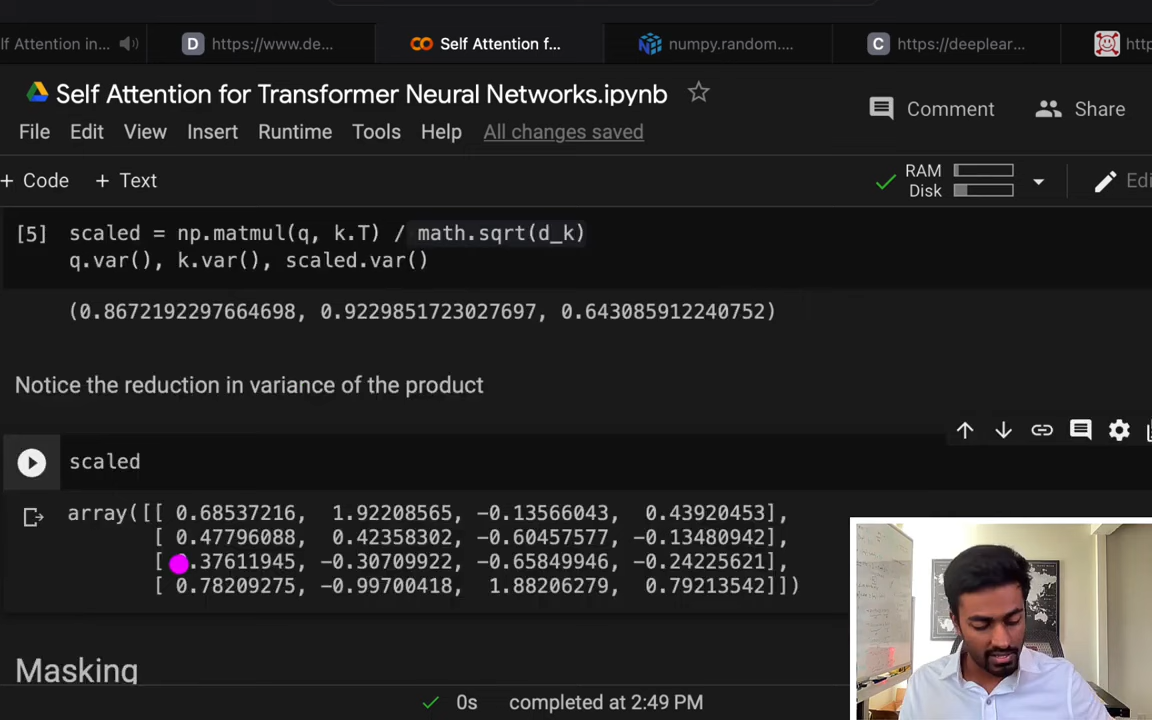 elf Attention in...
D https://www.de...
Self Attention f...
numpy.random....
C https://deeplear...
http
Self Attention for Transformer Neural Networks.ipynb
Comment
Share
File Edit View Insert Runtime Tools Help All changes saved
+ Code + Text
RAM
Disk
Edi
[5] scaled = np.matmul(q, k.T) / math.sqrt(d_k)
q.var(), k.var(), scaled.var()
(0.8672192297664698, 0.9229851723027697, 0.643085912240752)
Notice the reduction in variance of the product
scaled
array([[ 0.68537216, 1.92208565, -0.13566043, 0.43920453],
[ 0.47796088, 0.42358302, -0.60457577, -0.13480942],
[ 0.37611945, -0.30709922, -0.65849946, -0.24225621],
[ 0.78209275, -0.99700418, 1.88206279, 0.79213542]])
Masking
0s completed at 2:49 PM